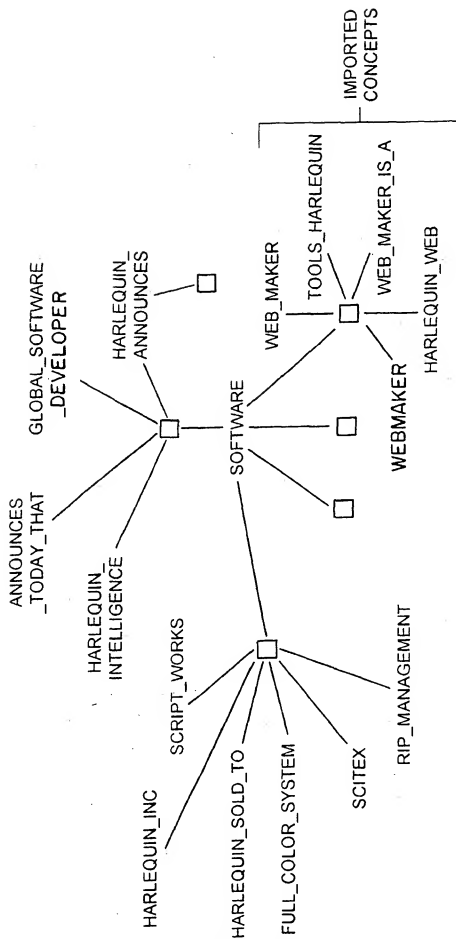 ANNOUNCES
_TODAY_THAT
GLOBAL_SOFTWARE
_DEVELOPER
HARLEQUIN_
INTELLIGENCE
HARLEQUIN_
ANNOUNCES
SOFTWARE
HARLEQUIN_INC
SCRIPT_WORKS
HARLEQUIN_SOLD_TO
FULL_COLOR_SYSTEM
SCITEX
RIP_MANAGEMENT
WEB_MAKER
TOOLS_HARLEQUIN
WEB_MAKER_IS_A
HARLEQUIN_WEB
WEBMAKER
IMPORTED
CONCEPTS